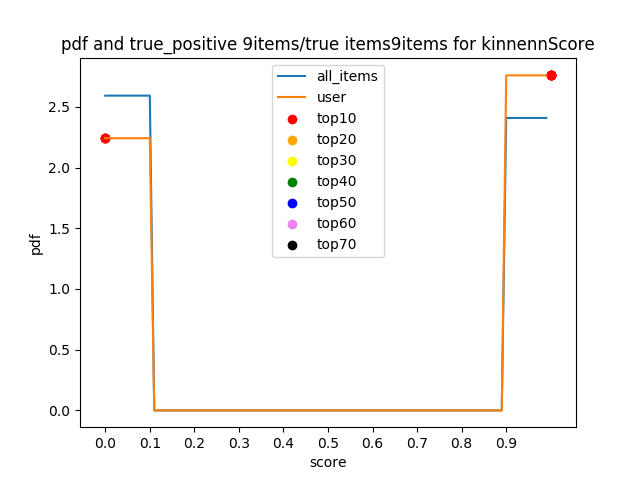 pdf and true_positive 9items/true items9items for kinnennScore
all_items
user
top10
top20
top30
top40
top50
top60
top70
pdf
2.5
2.0
1.5
1.0
0.5
0.0
0.0 0.1 0.2 0.3 0.4 0.5 0.6 0.7 0.8 0.9
score